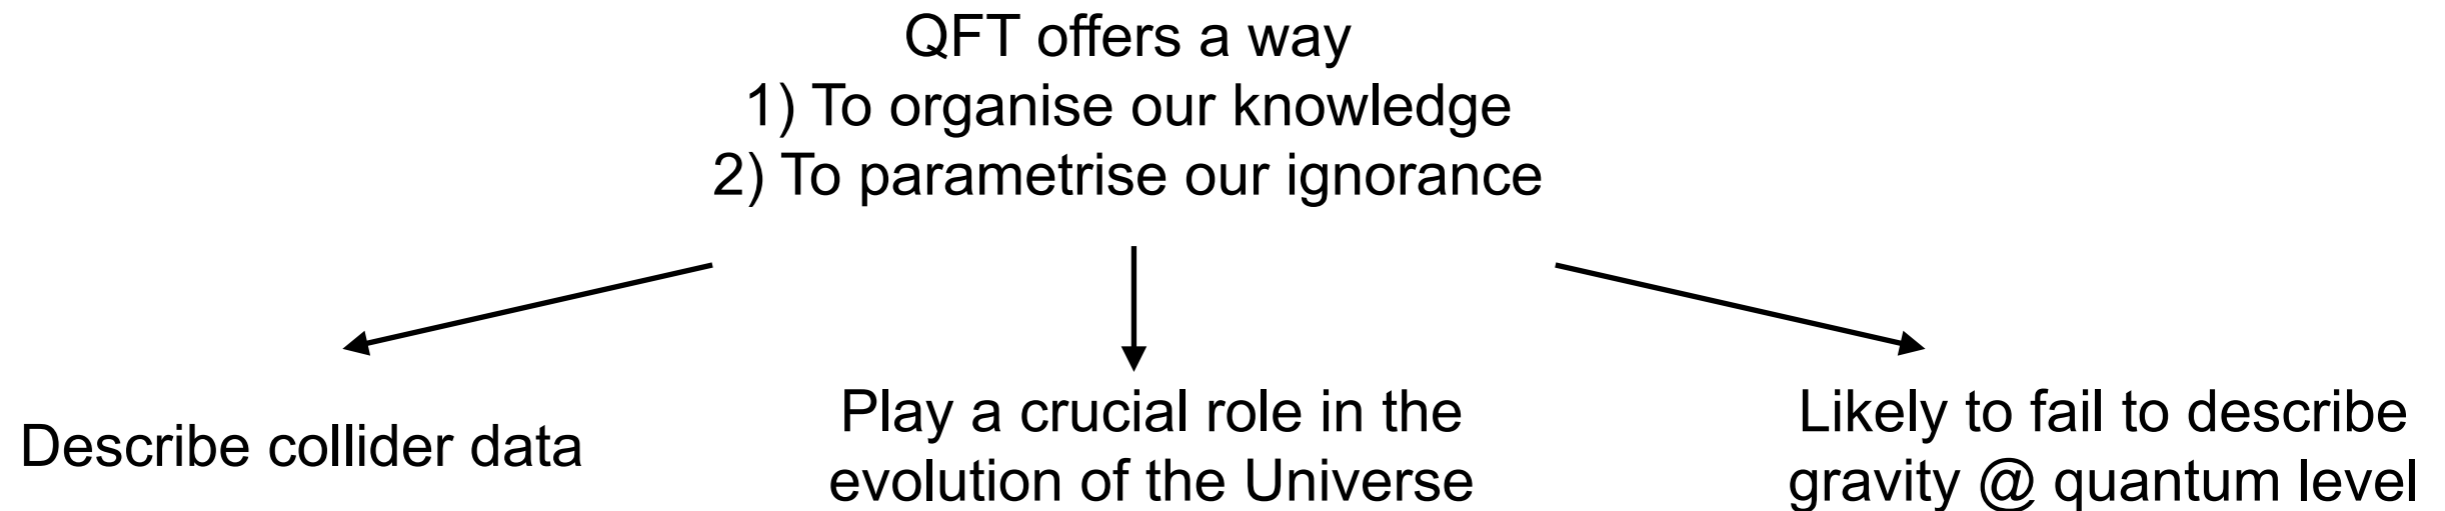 QFT offers a way
1) To organise our knowledge
2) To parametrise our ignorance
Describe collider data
Play a crucial role in the
evolution of the Universe
Likely to fail to describe
gravity @ quantum level